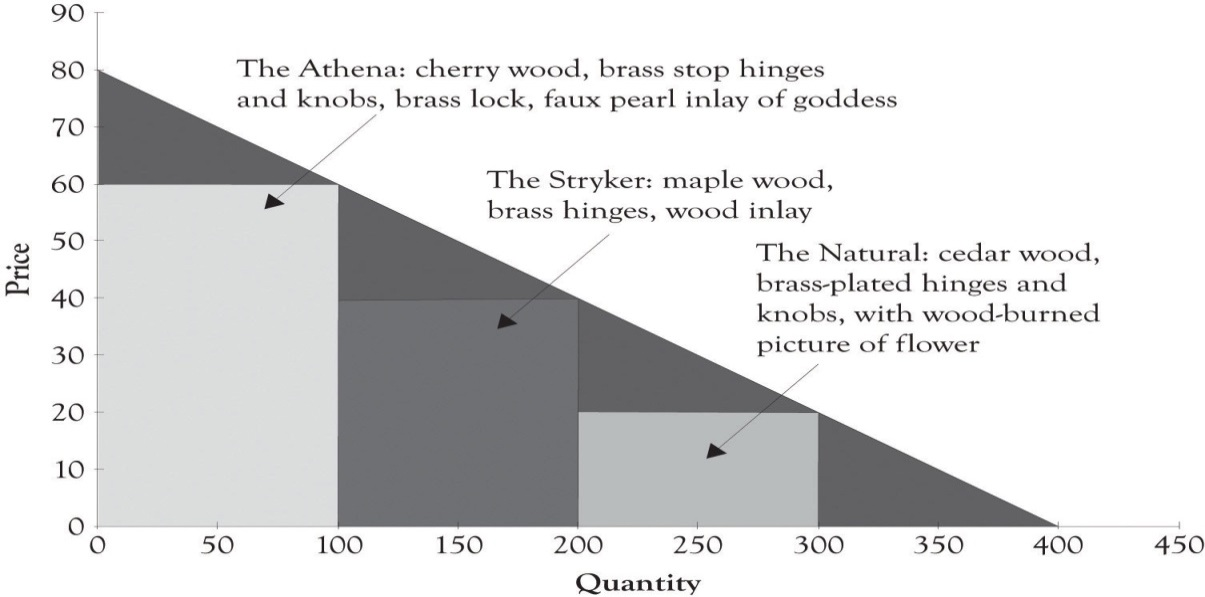 90
80
70
60
50
40
30
20
10
0
Price
The Athena: cherry wood, brass stop hinges
and knobs, brass lock, faux pearl inlay of goddess
The Stryker: maple wood,
brass hinges, wood inlay
The Natural: cedar wood,
brass-plated hinges and
knobs, with wood-burned
picture of flower
0 50 100 150 200 250 300 350 400 450
Quantity